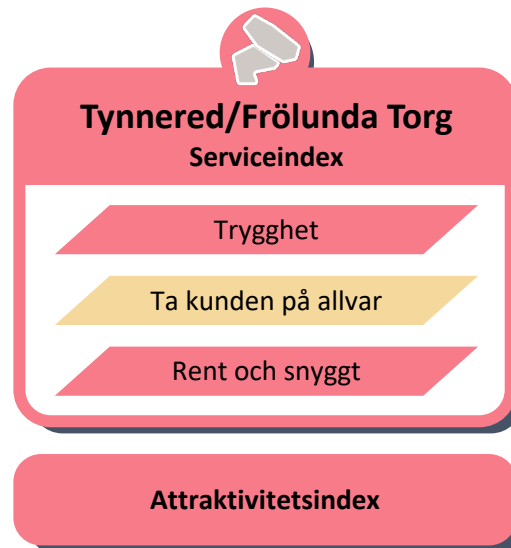 Tynnered/Frölunda Torg
Serviceindex
Trygghet
Ta kunden på allvar
Rent och snyggt
Attraktivitetsindex